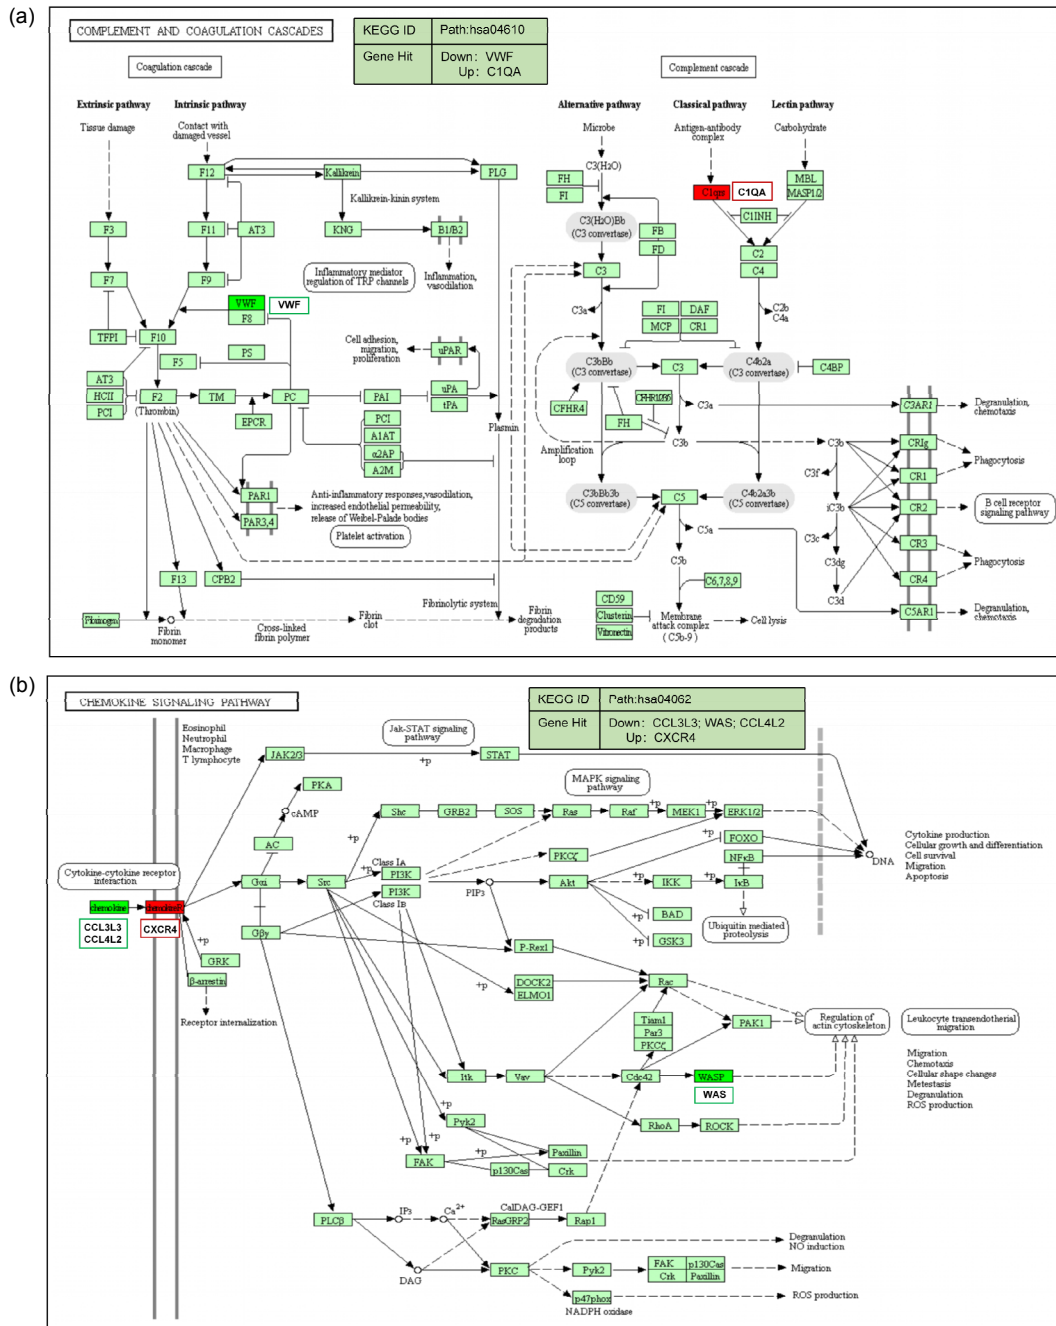 (a)
COMPLEMENT AND COAGULATION CASCADES
KEGG ID Path:hsa04610
Gene Hit Down: VWF
Up: C1QA
Coagulation cascade
Complement cascade
Extrinsic pathway
Intrinsic pathway
Alternative pathway
Classical pathway
Lectin pathway
Tissue damage
Contact with
damaged vessel
Microbe
Antigen-antibody
complex
Carbohydrate
F12
Kallikrein
PLG
C3(H2O)
FH
FI
C1QA
MBL
MASP1/2
Kallikrein-kinin system
C1INH
F3
F11
AT3
KNG
B1/B2
C3(H2O)Bb
(C3 convertase)
FB
FD
C2
C4
F7
F9
Inflammatory mediator
regulation of TRP channels
Inflammation,
vasodilation
C3
VWF
VWF
F8
C3a
FI
DAF
MCP
CR1
C2b
C4a
TFPI
F10
F5
PS
Cell adhesion,
migration,
proliferation
uPAR
C3bBb
(C3 convertase)
C3
C4b2a
(C3 convertase)
C4BP
AT3
HCII
PCI
F2
(Thrombin)
TM
PC
PAI
uPA
tPA
CFHR4
FH
C3a
C3AR1
Degranulation,
chemotaxis
EPCR
PCI
A1AT
α2AP
A2M
Plasmin
Amplification
loop
C3b
C3b
CRIg
CR1
Phagocytosis
C3f
PAR1
PAR3,4
Anti-inflammatory responses, vasodilation,
increased endothelial permeability,
release of Weibel-Palade bodies
Platelet activation
C3bBb3b
(C5 convertase)
C5
C4b2a3b
(C5 convertase)
iC3b
CR2
B cell receptor
signaling pathway
C5a
C3c
CR3
C5b
C3dg
Phagocytosis
F13
CPB2
C6,7,8,9
CR4
C3d
Fibrinolytic system
CD59
Clusterin
Vitronectin
C5AR1
Degranulation,
chemotaxis
Fibrinogen
Fibrin
monomer
Cross-linked
fibrin polymer
Fibrin
clot
Fibrin
degradation
products
Membrane
attack complex
(C5b-9)
Cell lysis
(b)
CHEMOKINE SIGNALING PATHWAY
KEGG ID Path:hsa04062
Gene Hit Down: CCL3L3; WAS; CCL4L2
Up: CXCR4
Eosinophil
Neutrophil
Macrophage
T lymphocyte
Jak-STAT signaling
pathway
JAK2/3
+p
STAT
MAPK signaling
pathway
PKA
cAMP
+p
Shc
GRB2
SOS
Ras
Raf
+p
MEK1
+p
ERK1/2
AC
FOXO
Cytokine production
Cellular growth and differentiation
Cell survival
Migration
Apoptosis
Class IA
PKCζ
NFκB
DNA
Cytokine-cytokine receptor
interaction
Gαi
Src
+p
PI3K
PI3K
Class IB
PIP3
Akt
+p
IKK
+p
IκB
chemokine
chemokineR
CCL3L3
CCL4L2
CXCR4
+p
BAD
Ubiquitin mediated
proteolysis
+p
Gβγ
P-Rex1
+p
GSK3
GRK
β-arrestin
+p
DOCK2
ELMO1
Rac
Receptor internalization
Tiam1
Par3
PKCζ
PAK1
Regulation of
actin cytoskeleton
Leukocyte transendotherial
migration
Itk
Vav
Cdc42
WASP
WAS
Migration
Chemotaxis
Cellular shape changes
Metastasis
Degranulation
ROS production
+p
Pyk2
RhoA
ROCK
+p
+p
+p
Paxillin
FAK
p130Cas
Crk
PLCβ
IP3
Ca2+
CalDAG-GEF1
RasGRP2
Rap1
DAG
PKC
Degranulation
NO induction
Pyk2
FAK
p130Cas
Crk
Paxillin
Migration
p47phox
NADPH oxidase
ROS production